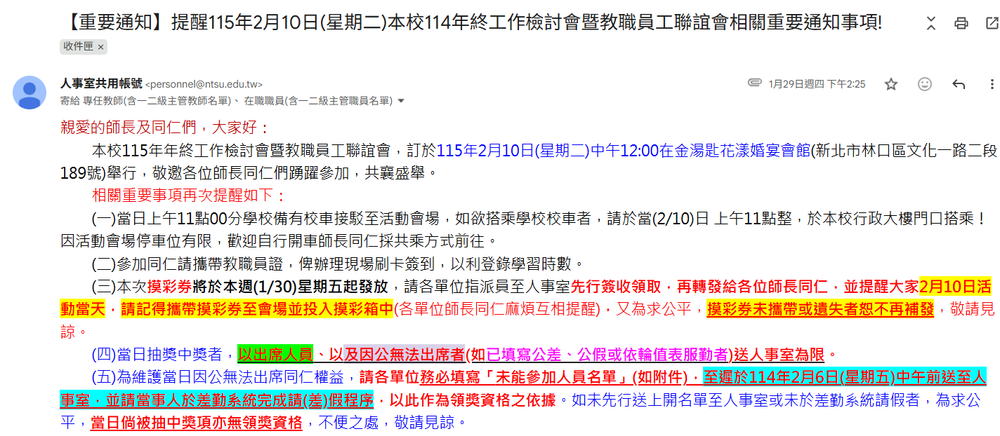 【重要通知】提醒115年2月10日(星期二)本校114年終工作檢討會暨教職員工聯誼會相關重要通知事項!
收件匣 ×
人事室共用帳號 <personnel@ntsu.edu.tw>
1月29日週四 下午2:25
寄給 專任教師(含一二級主管教師名單)、 在職職員(含一二級主管職員名單)
親愛的師長及同仁們，大家好：
本校115年年終工作檢討會暨教職員工聯誼會，訂於115年2月10日(星期二)中午12:00在金湯匙花漾婚宴會館(新北市林口區文化一路二段
189號)舉行，敬邀各位師長同仁們踴躍參加，共襄盛舉。
相關重要事項再次提醒如下：
(一)當日上午11點00分學校備有校車接駁至活動會場，如欲搭乘學校校車者，請於當(2/10)日 上午11點整，於本校行政大樓門口搭乘！
因活動會場停車位有限，歡迎自行開車師長同仁採共乘方式前往。
(二)參加同仁請攜帶教職員證，俾辦理現場刷卡簽到，以利登錄學習時數。
(三)本次摸彩券將於本週(1/30)星期五起發放，請各單位指派員至人事室先行簽收領取，再轉發給各位師長同仁，並提醒大家2月10日活
動當天，請記得攜帶摸彩券至會場並投入摸彩箱中(各單位師長同仁麻煩互相提醒)，又為求公平，摸彩券未攜帶或遺失者恕不再補發，敬請見
諒。
(四)當日抽獎中獎者，以出席人員、以及因公無法出席者(如已填寫公差、公假或依輪值表服勤者)送人事室為限。
(五)為維護當日因公無法出席同仁權益，請各單位務必填寫「未能參加人員名單」(如附件)，至遲於114年2月6日(星期五)中午前送至人
事室，並請當事人於差勤系統完成請(差)假程序，以此作為領獎資格之依據。如未先行送上開名單至人事室或未於差勤系統請假者，為求公
平，當日倘被抽中獎項亦無領獎資格，不便之處，敬請見諒。